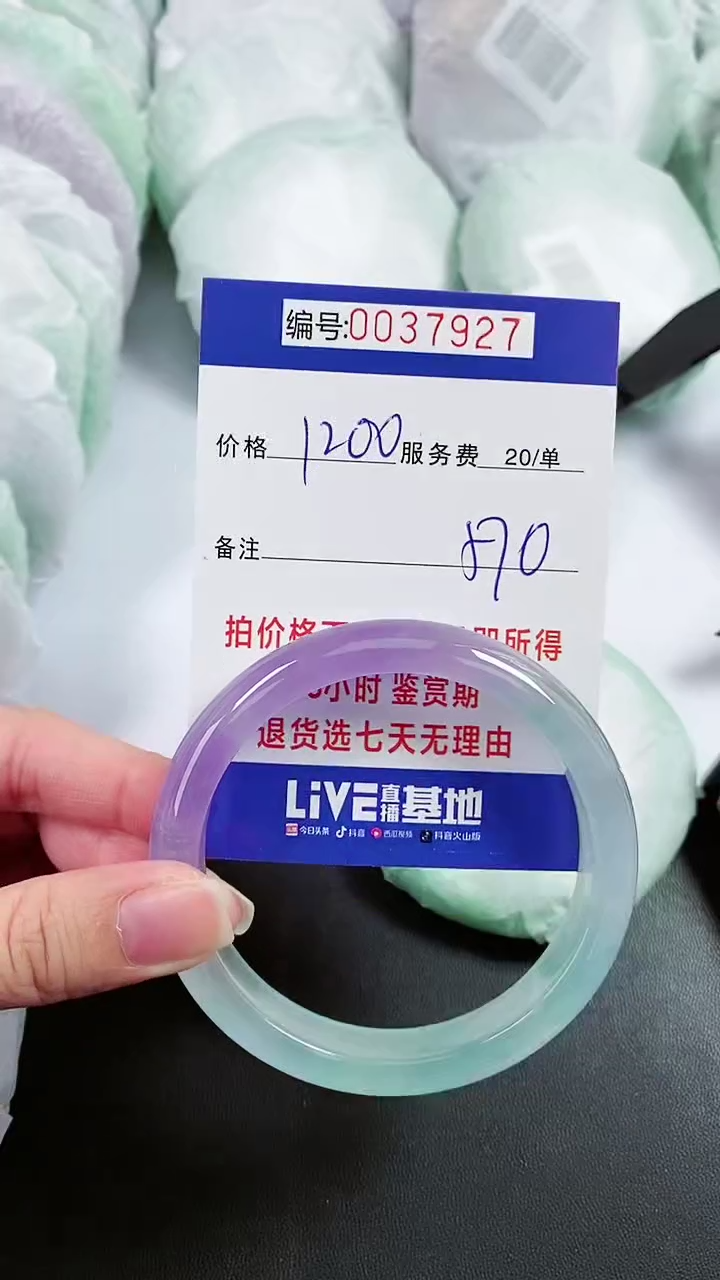 编号:0037927
价格 1200 服务费 20/单
备注 870
拍价格 即所得
小时 鉴赏期
退货选七天无理由
LiVE直播基地
今日头条 抖音 西瓜视频 抖音火山版